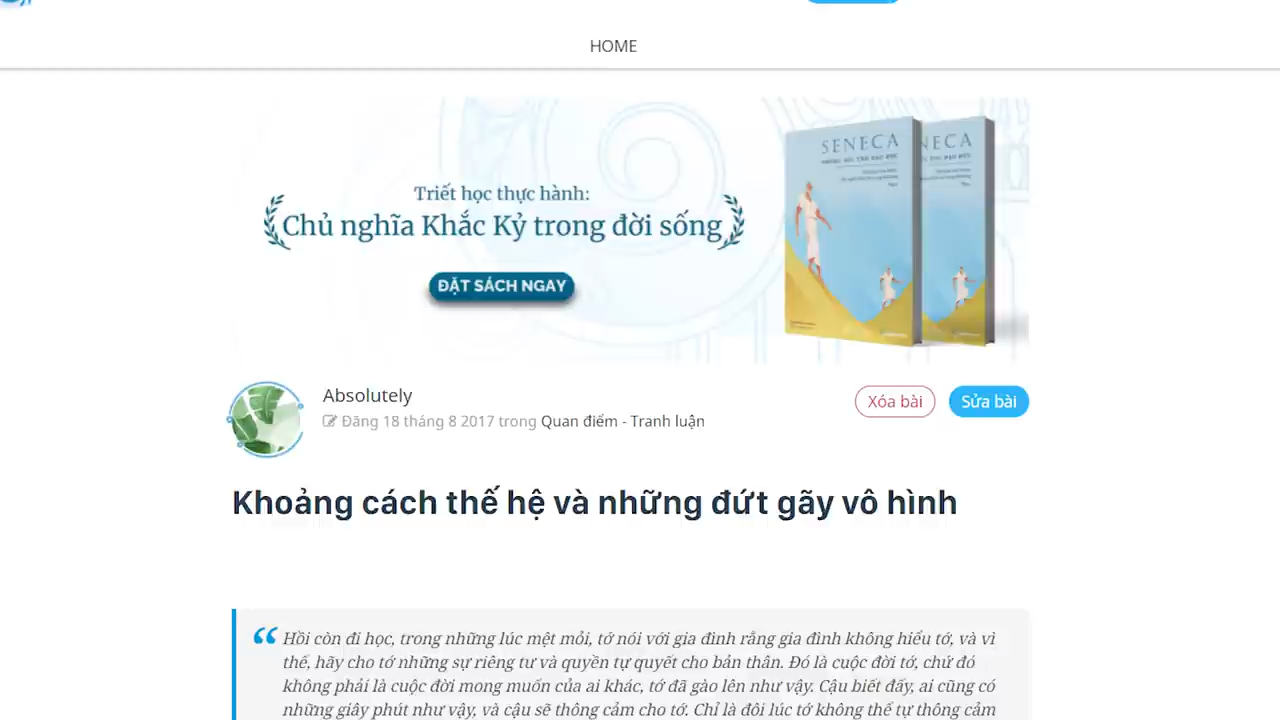 HOME
Triết học thực hành:
Chủ nghĩa Khắc Kỷ trong đời sống
ĐẶT SÁCH NGAY
SENECA
NECA
Absolutely
Đăng 18 tháng 8 2017 trong Quan điểm - Tranh luận
Xóa bài
Sửa bài
Khoảng cách thế hệ và những đứt gãy vô hình
“ Hồi còn đi học, trong những lúc mệt mỏi, tớ nói với gia đình rằng gia đình không hiểu tớ, và vì
thế, hãy cho tớ những sự riêng tư và quyền tự quyết cho bản thân. Đó là cuộc đời tớ, chứ đó
không phải là cuộc đời mong muốn của ai khác, tớ đã gào lên như vậy. Cậu biết đấy, ai cũng có
những giây phút như vậy, và cậu sẽ thông cảm cho tớ. Chỉ là đôi lúc tớ không thể tự thông cảm